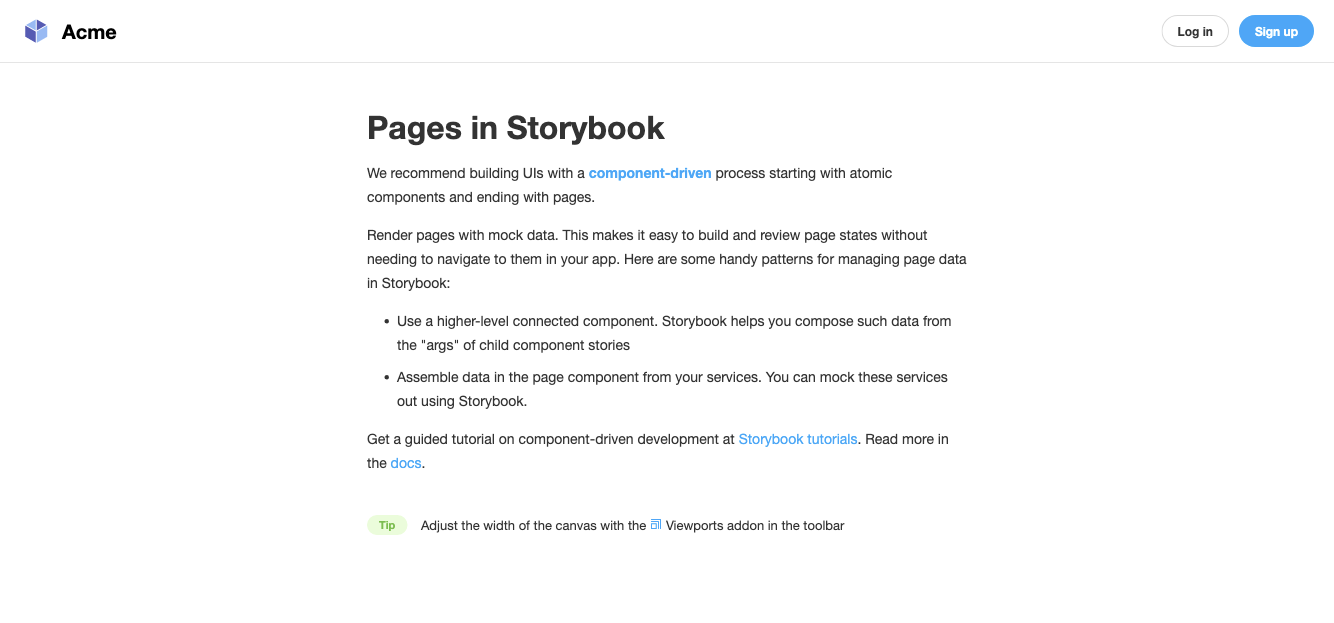 Acme
Log in
Sign up
Pages in Storybook
We recommend building UIs with a component-driven process starting with atomic
components and ending with pages.
Render pages with mock data. This makes it easy to build and review page states without
needing to navigate to them in your app. Here are some handy patterns for managing page data
in Storybook:
• Use a higher-level connected component. Storybook helps you compose such data from
the "args" of child component stories
• Assemble data in the page component from your services. You can mock these services
out using Storybook.
Get a guided tutorial on component-driven development at Storybook tutorials. Read more in
the docs.
Tip Adjust the width of the canvas with the Viewports addon in the toolbar